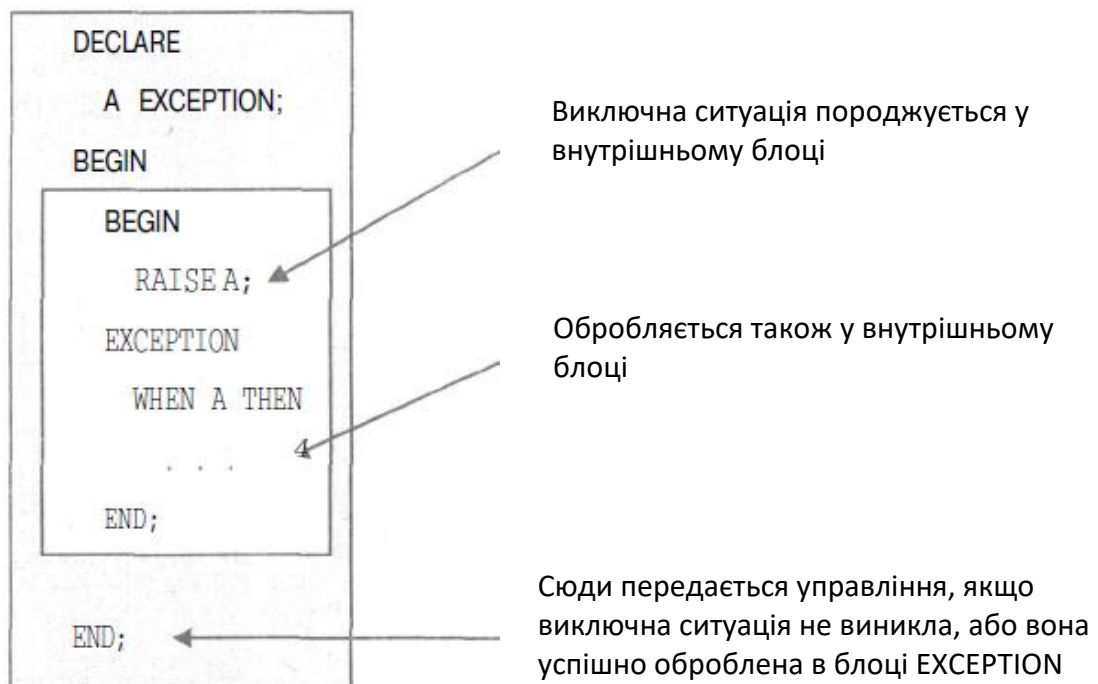 DECLARE
A EXCEPTION;
BEGIN
BEGIN
RAISE A;
EXCEPTION
WHEN A THEN
4
. . .
END;
END;
Виключна ситуація породжується у
внутрішньому блоці
Обробляється також у внутрішньому
блоці
Сюди передається управління, якщо
виключна ситуація не виникла, або вона
успішно оброблена в блоці EXCEPTION